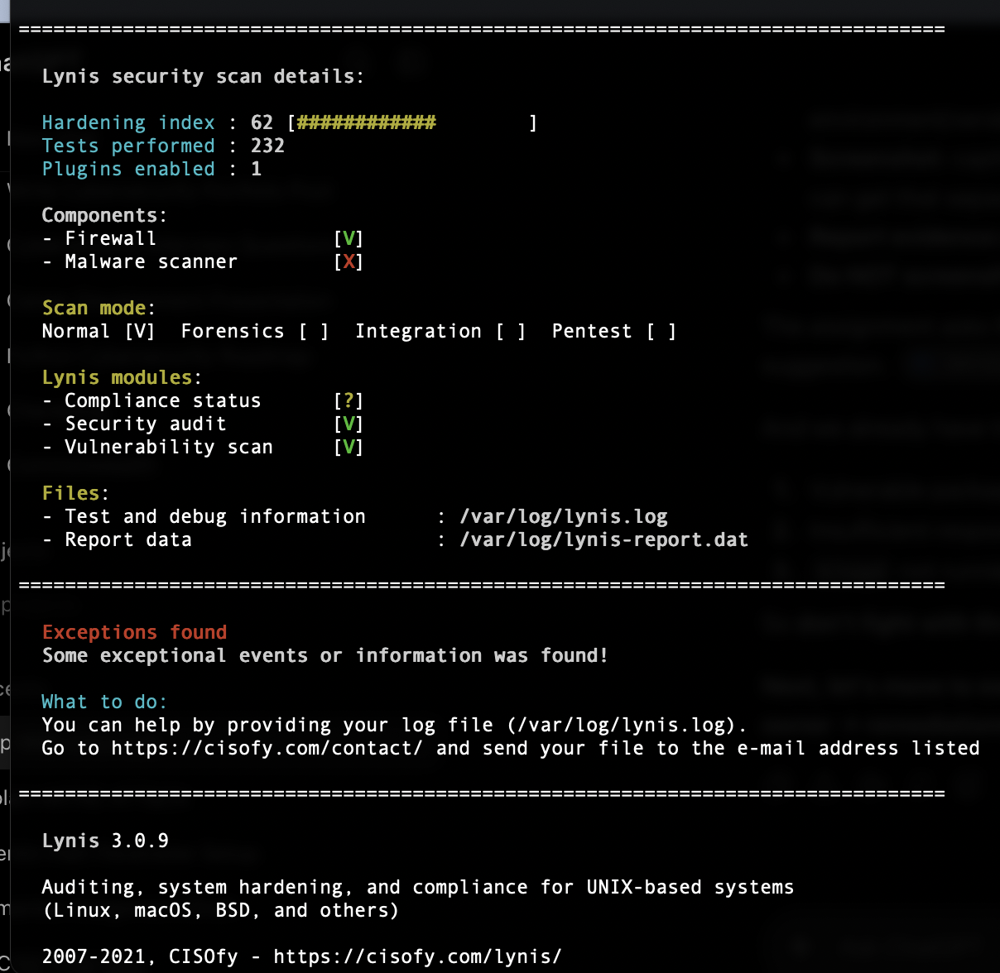 ================================================================================
Lynis security scan details:
Hardening index : 62 [############        ]
Tests performed : 232
Plugins enabled : 1
Components:
- Firewall               [V]
- Malware scanner        [X]
Scan mode:
Normal [V]  Forensics [ ]  Integration [ ]  Pentest [ ]
Lynis modules:
- Compliance status      [?]
- Security audit         [V]
- Vulnerability scan     [V]
Files:
- Test and debug information      : /var/log/lynis.log
- Report data                     : /var/log/lynis-report.dat
================================================================================
Exceptions found
Some exceptional events or information was found!
What to do:
You can help by providing your log file (/var/log/lynis.log).
Go to https://cisofy.com/contact/ and send your file to the e-mail address listed
================================================================================
Lynis 3.0.9
Auditing, system hardening, and compliance for UNIX-based systems
(Linux, macOS, BSD, and others)
2007-2021, CISOfy - https://cisofy.com/lynis/